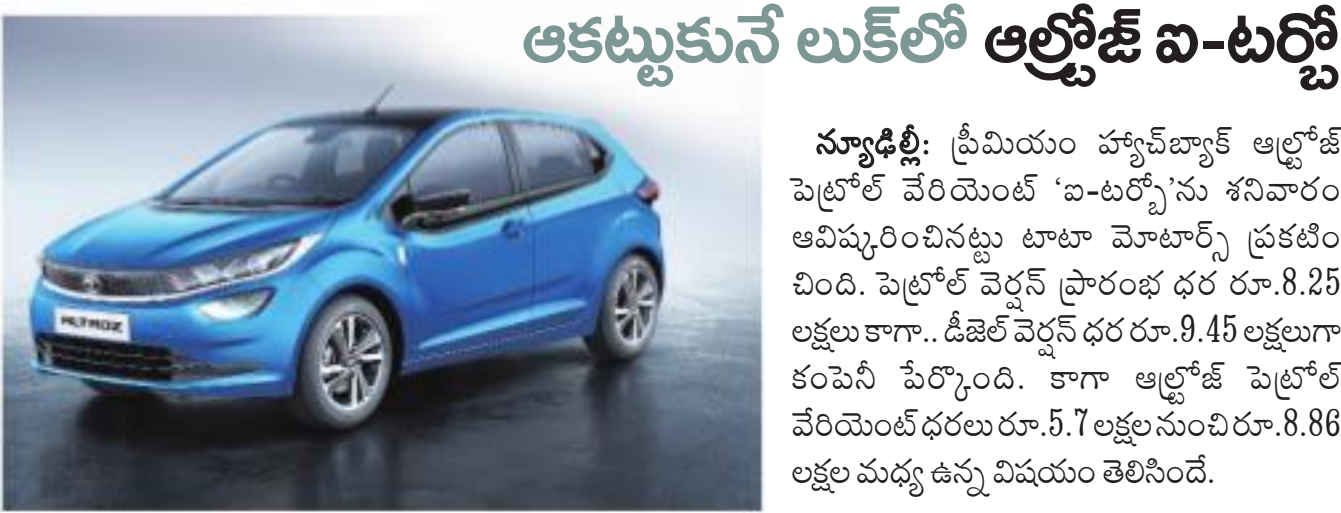 ఆకట్టుకునే లుక్‌లో ఆల్ట్రోజ్ ఐ-టర్బో
న్యూఢిల్లీ: ప్రీమియం హ్యాచ్‌బ్యాక్ ఆల్ట్రోజ్
పెట్రోల్ వేరియెంట్ ‘ఐ-టర్బో’ను శనివారం
ఆవిష్కరించినట్టు టాటా మోటార్స్ ప్రకటిం
చింది. పెట్రోల్ వెర్షన్ ప్రారంభ ధర రూ.8.25
లక్షలు కాగా.. డీజెల్ వెర్షన్ ధర రూ.9.45 లక్షలుగా
కంపెనీ పేర్కొంది. కాగా ఆల్ట్రోజ్ పెట్రోల్
వేరియెంట్ ధరలు రూ.5.7 లక్షల నుంచి రూ.8.86
లక్షల మధ్య ఉన్న విషయం తెలిసిందే.
ALTROZ